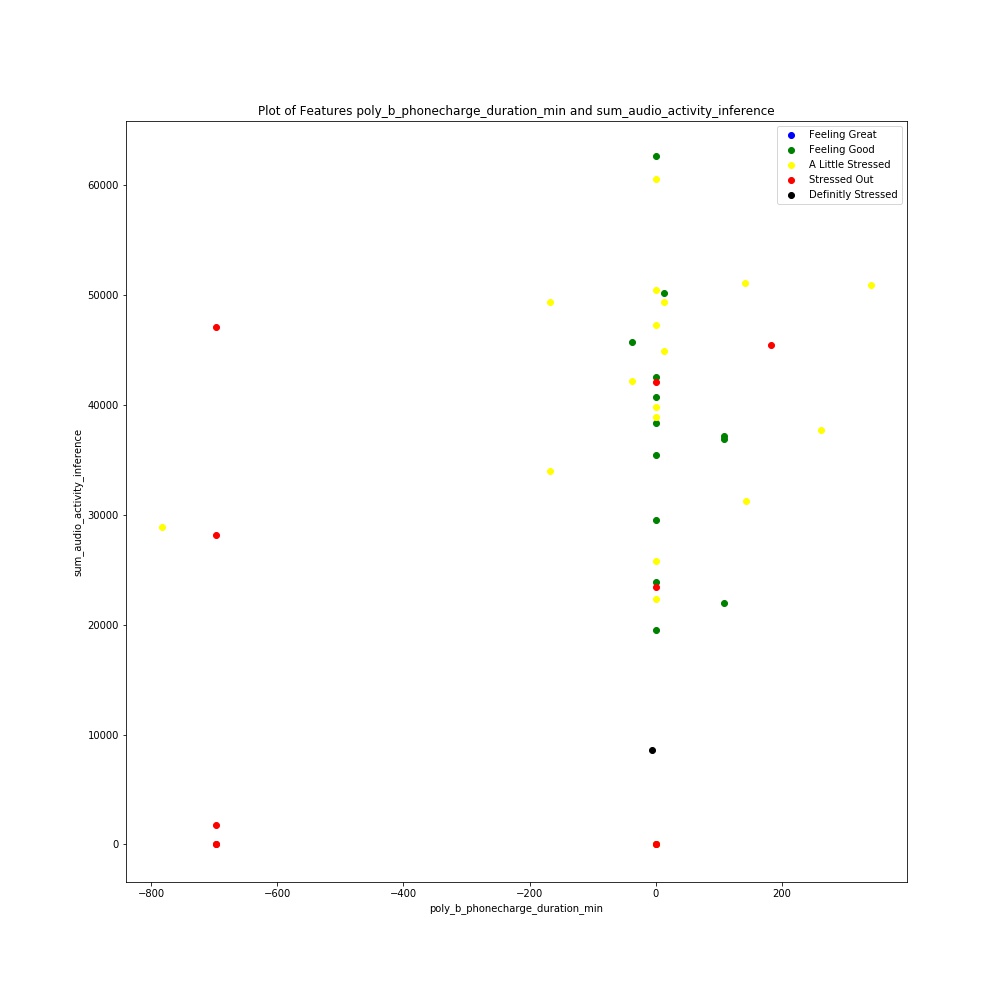 Plot of Features poly_b_phonecharge_duration_min and sum_audio_activity_inference
Feeling Great
Feeling Good
A Little Stressed
Stressed Out
Definitly Stressed
60000
50000
40000
30000
20000
10000
0
sum_audio_activity_inference
−800
−600
−400
−200
0
200
poly_b_phonecharge_duration_min